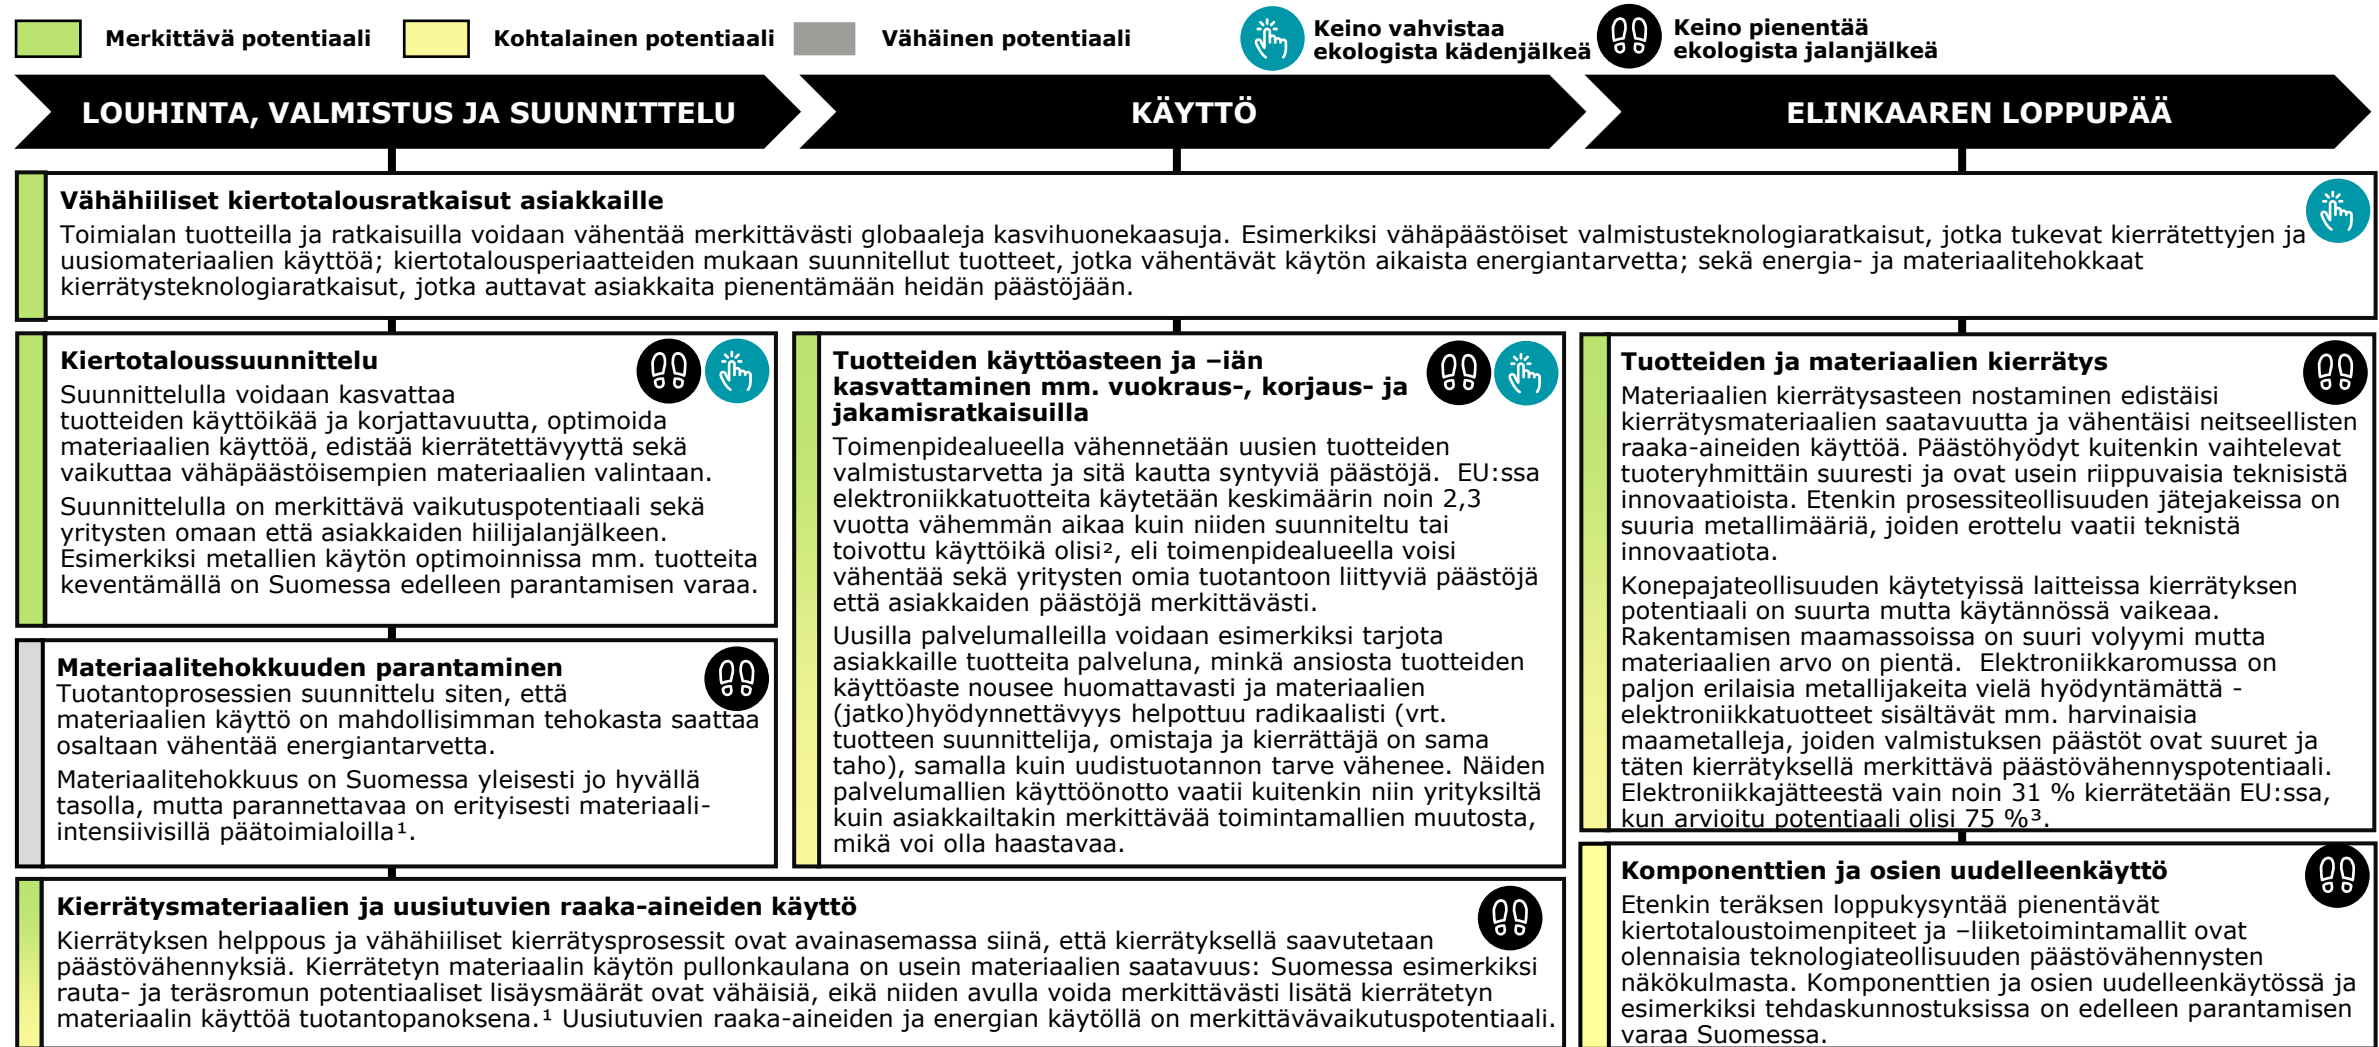 Merkittävä potentiaali
Kohtalainen potentiaali
Vähäinen potentiaali
Keino vahvistaa
ekologista kädenjälkeä
Keino pienentää
ekologista jalanjälkeä
LOUHINTA, VALMISTUS JA SUUNNITTELU
KÄYTTÖ
ELINKAAREN LOPPUPÄÄ
Vähähiiliset kiertotalousratkaisut asiakkaille
Toimialan tuotteilla ja ratkaisuilla voidaan vähentää merkittävästi globaaleja kasvihuonekaasuja. Esimerkiksi vähäpäästöiset valmistusteknologiaratkaisut, jotka tukevat kierrätettyjen ja
uusiomateriaalien käyttöä; kiertotalousperiaatteiden mukaan suunnitellut tuotteet, jotka vähentävät käytön aikaista energiantarvetta; sekä energia- ja materiaalitehokkaat
kierrätysteknologiaratkaisut, jotka auttavat asiakkaita pienentämään heidän päästöjään.
Kiertotaloussuunnittelu
Suunnittelulla voidaan kasvattaa
tuotteiden käyttöikää ja korjattavuutta, optimoida
materiaalien käyttöä, edistää kierrätettävyyttä sekä
vaikuttaa vähäpäästöisempien materiaalien valintaan.
Suunnittelulla on merkittävä vaikutuspotentiaali sekä
yritysten omaan että asiakkaiden hiilijalanjälkeen.
Esimerkiksi metallien käytön optimoinnissa mm. tuotteita
keventämällä on Suomessa edelleen parantamisen varaa.
Materiaalitehokkuuden parantaminen
Tuotantoprosessien suunnittelu siten, että
materiaalien käyttö on mahdollisimman tehokasta saattaa
osaltaan vähentää energiantarvetta.
Materiaalitehokkuus on Suomessa yleisesti jo hyvällä
tasolla, mutta parannettavaa on erityisesti materiaali-
intensiivisillä päätoimialoilla¹.
Tuotteiden käyttöasteen ja –iän
kasvattaminen mm. vuokraus-, korjaus- ja
jakamisratkaisuilla
Toimenpidealueella vähennetään uusien tuotteiden
valmistustarvetta ja sitä kautta syntyviä päästöjä. EU:ssa
elektroniikkatuotteita käytetään keskimäärin noin 2,3
vuotta vähemmän aikaa kuin niiden suunniteltu tai
toivottu käyttöikä olisi², eli toimenpidealueella voisi
vähentää sekä yritysten omia tuotantoon liittyviä päästöjä
että asiakkaiden päästöjä merkittävästi.
Uusilla palvelumalleilla voidaan esimerkiksi tarjota
asiakkaille tuotteita palveluna, minkä ansiosta tuotteiden
käyttöaste nousee huomattavasti ja materiaalien
(jatko)hyödynnettävyys helpottuu radikaalisti (vrt.
tuotteen suunnittelija, omistaja ja kierrättäjä on sama
taho), samalla kuin uudistuotannon tarve vähenee. Näiden
palvelumallien käyttöönotto vaatii kuitenkin niin yrityksiltä
kuin asiakkailtakin merkittävää toimintamallien muutosta,
mikä voi olla haastavaa.
Kierrätysmateriaalien ja uusiutuvien raaka-aineiden käyttö
Kierrätyksen helppous ja vähähiiliset kierrätysprosessit ovat avainasemassa siinä, että kierrätyksellä saavutetaan
päästövähennyksiä. Kierrätetyn materiaalin käytön pullonkaulana on usein materiaalien saatavuus: Suomessa esimerkiksi
rauta- ja teräsromun potentiaaliset lisäysmäärät ovat vähäisiä, eikä niiden avulla voida merkittävästi lisätä kierrätetyn
materiaalin käyttöä tuotantopanoksena.¹ Uusiutuvien raaka-aineiden ja energian käytöllä on merkittävävaikutuspotentiaali.
Tuotteiden ja materiaalien kierrätys
Materiaalien kierrätysasteen nostaminen edistäisi
kierrätysmateriaalien saatavuutta ja vähentäisi neitseellisten
raaka-aineiden käyttöä. Päästöhyödyt kuitenkin vaihtelevat
tuoteryhmittäin suuresti ja ovat usein riippuvaisia teknisistä
innovaatioista. Etenkin prosessiteollisuuden jätejakeissa on
suuria metallimääriä, joiden erottelu vaatii teknistä
innovaatiota.
Konepajateollisuuden käytetyissä laitteissa kierrätyksen
potentiaali on suurta mutta käytännössä vaikeaa.
Rakentamisen maamassoissa on suuri volyymi mutta
materiaalien arvo on pientä. Elektroniikkaromussa on
paljon erilaisia metallijakeita vielä hyödyntämättä -
elektroniikkatuotteet sisältävät mm. harvinaisia
maametalleja, joiden valmistuksen päästöt ovat suuret ja
täten kierrätyksellä merkittävä päästövähennyspotentiaali.
Elektroniikkajätteestä vain noin 31 % kierrätetään EU:ssa,
kun arvioitu potentiaali olisi 75 %³.
Komponenttien ja osien uudelleenkäyttö
Etenkin teräksen loppukysyntää pienentävät
kiertotaloustoimenpiteet ja –liiketoimintamallit ovat
olennaisia teknologiateollisuuden päästövähennysten
näkökulmasta. Komponenttien ja osien uudelleenkäytössä ja
esimerkiksi tehdaskunnostuksissa on edelleen parantamisen
varaa Suomessa.